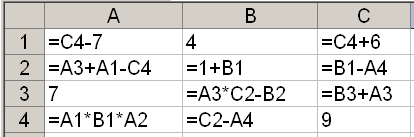 A B C
1 =C4-7 4 =C4+6
2 =A3+A1-C4 =1+B1 =B1-A4
3 7 =A3*C2-B2 =B3+A3
4 =A1*B1*A2 =C2-A4 9